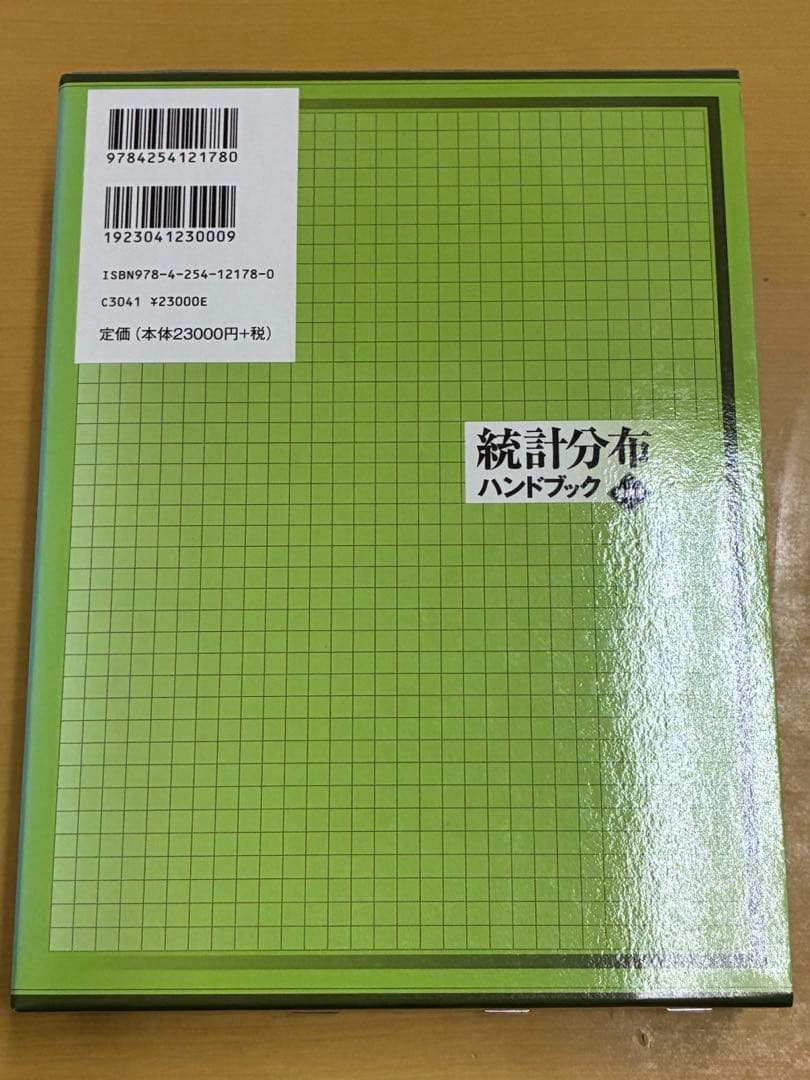 9784254121780
1923041230009
ISBN978-4-254-12178-0
C3041 ¥23000E
定価（本体23000円+税）
統計分布
ハンドブック